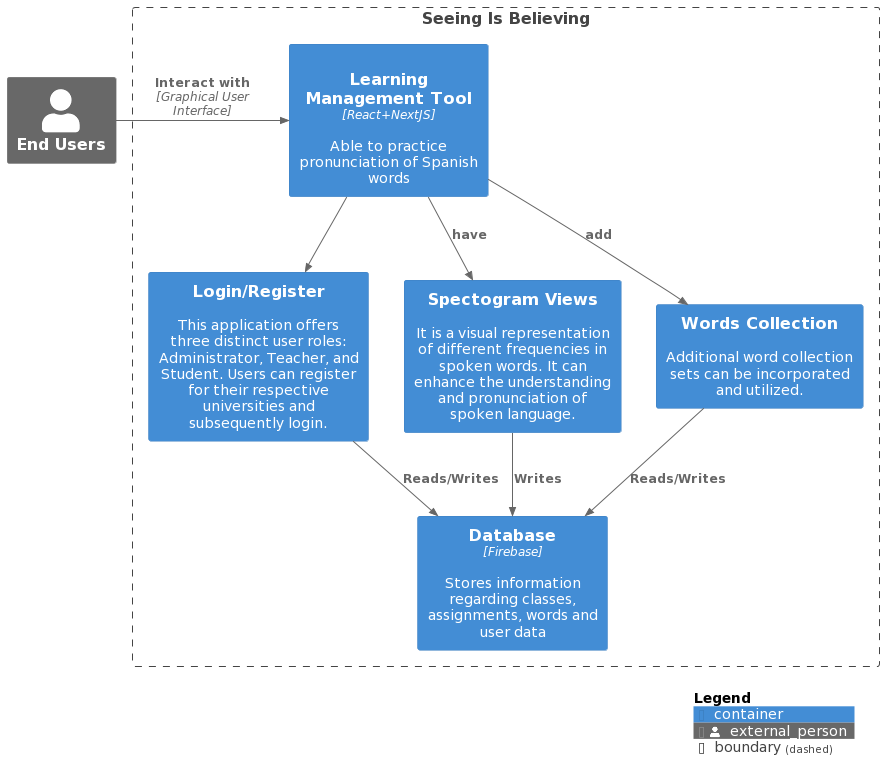 Seeing Is Believing
End Users
Interact with
[Graphical User
Interface]
Learning
Management Tool
[React+NextJS]
Able to practice
pronunciation of Spanish
words
have
add
Login/Register
This application offers
three distinct user roles:
Administrator, Teacher, and
Student. Users can register
for their respective
universities and
subsequently login.
Spectogram Views
It is a visual representation
of different frequencies in
spoken words. It can
enhance the understanding
and pronunciation of
spoken language.
Words Collection
Additional word collection
sets can be incorporated
and utilized.
Reads/Writes
Writes
Reads/Writes
Database
[Firebase]
Stores information
regarding classes,
assignments, words and
user data
Legend
container
external_person
boundary (dashed)